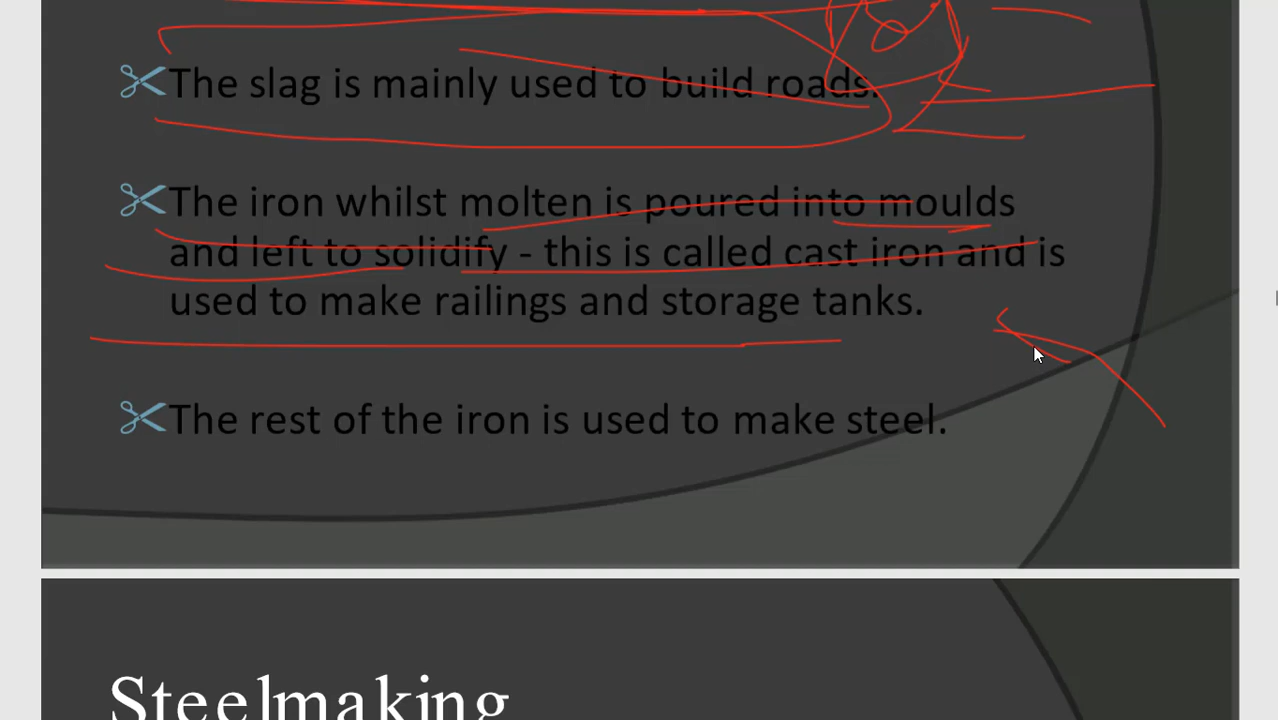 The slag is mainly used to build roads.
The iron whilst molten is poured into moulds
and left to solidify - this is called cast iron and is
used to make railings and storage tanks.
The rest of the iron is used to make steel.
Steelmaking